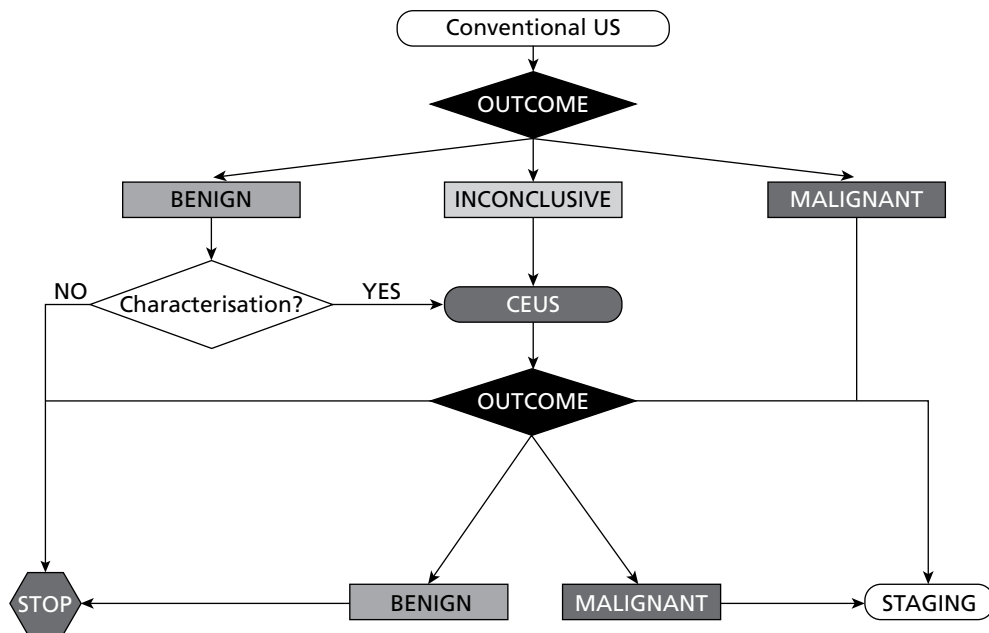 Conventional US
OUTCOME
BENIGN
INCONCLUSIVE
MALIGNANT
NO
Characterisation?
YES
CEUS
OUTCOME
STOP
BENIGN
MALIGNANT
STAGING